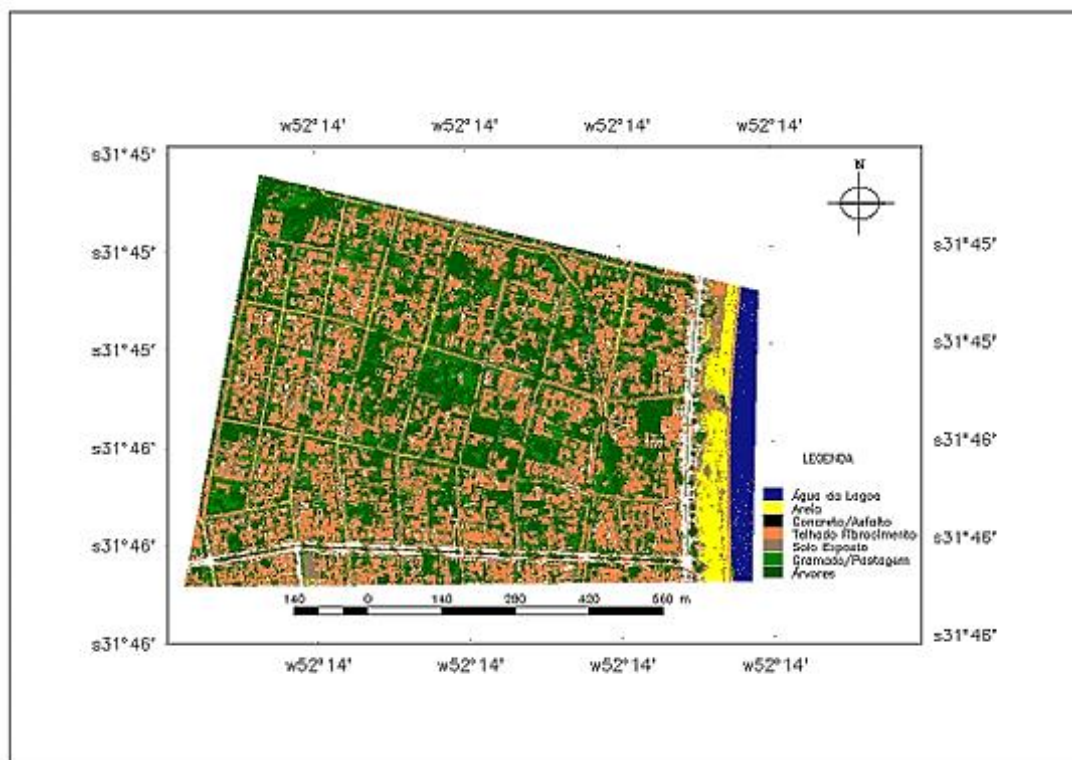 w52°14' w52°14' w52°14' w52°14'
s31°45'
N
s31°45' s31°45'
s31°45' s31°45'
s31°46' s31°46'
LEGENDA
Água da Lagoa
Areia
Concreto/Asfalto
Telhado Fibrocimento
Solo Exposto
Gramado/Pastagem
Árvores
s31°46' s31°46'
140 0 140 280 420 560 m
s31°46' s31°46'
w52°14' w52°14' w52°14' w52°14'